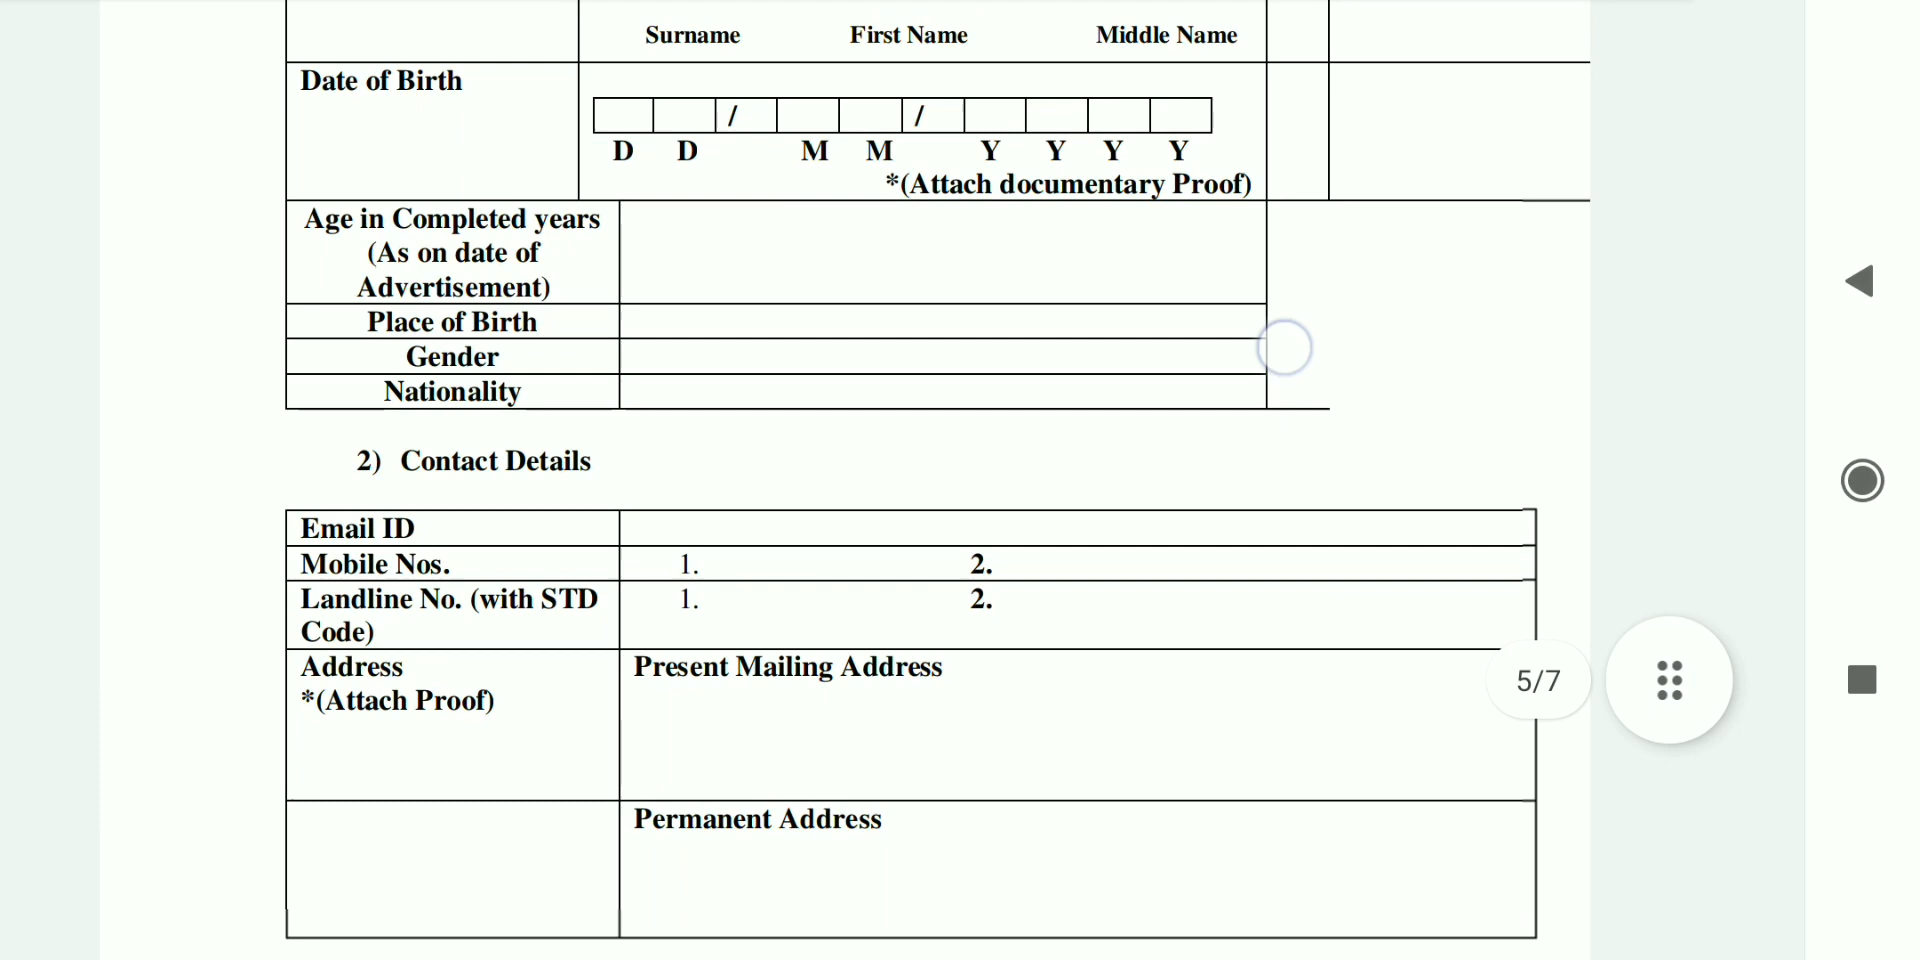 Surname First Name Middle Name
Date of Birth
/ /
D D M M Y Y Y Y
*(Attach documentary Proof)
Age in Completed years
(As on date of
Advertisement)
Place of Birth
Gender
Nationality
2) Contact Details
Email ID
Mobile Nos. 1. 2.
Landline No. (with STD 1. 2.
Code)
Address Present Mailing Address
*(Attach Proof)
5/7
Permanent Address